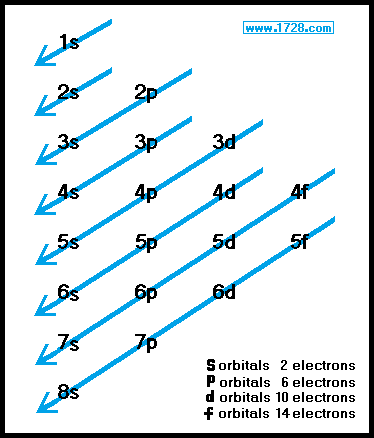 www.1728.com
1s
2s 2p
3s 3p 3d
4s 4p 4d 4f
5s 5p 5d 5f
6s 6p 6d
7s 7p
8s
S orbitals 2 electrons
P orbitals 6 electrons
d orbitals 10 electrons
f orbitals 14 electrons